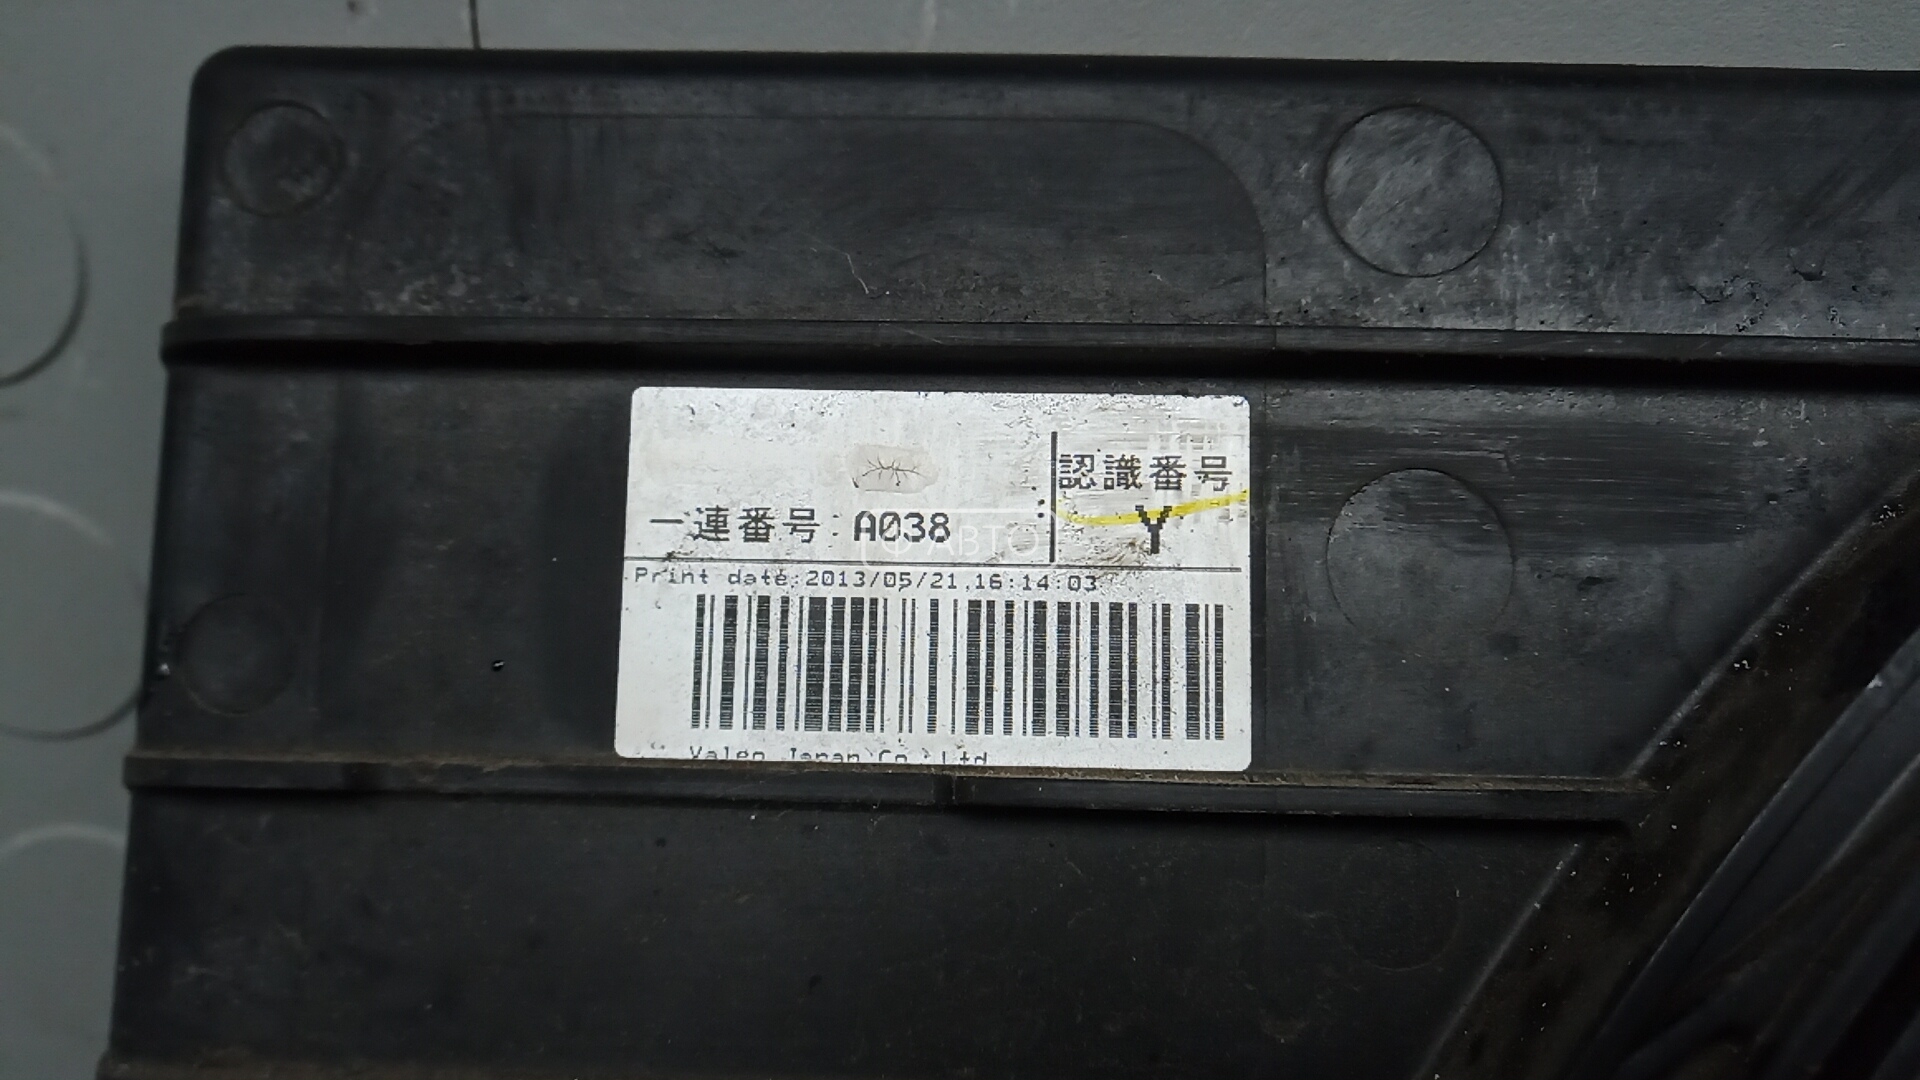 認識番号
一連番号: A038
Y
Print date:2013/05/21,16:14:03
Valeo Japan Co.,Ltd
АВТО